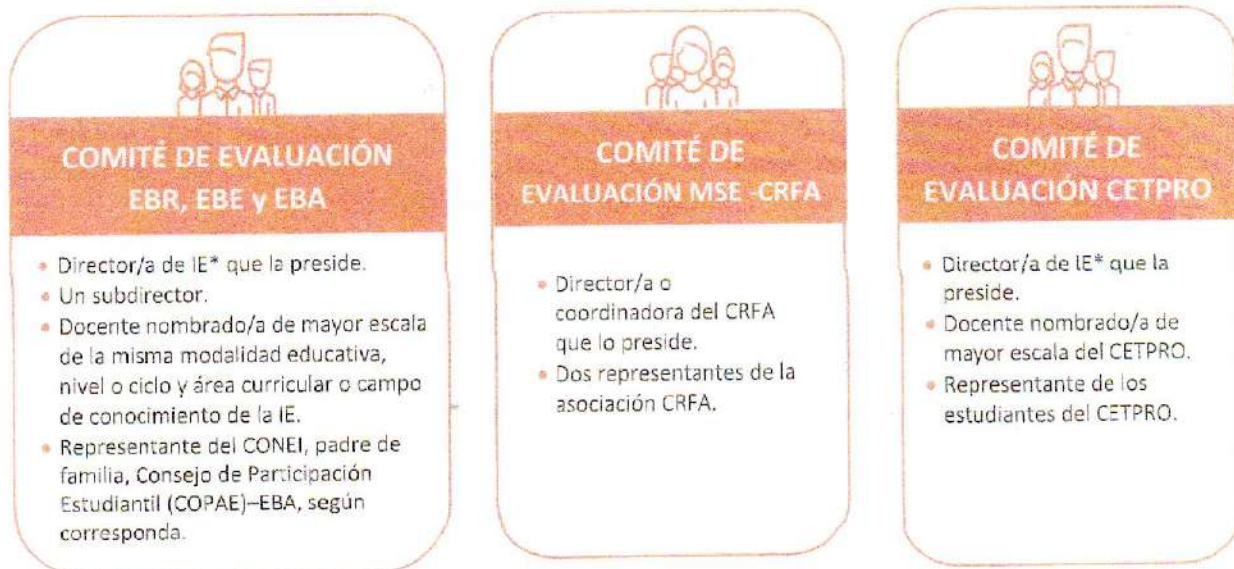 COMITÉ DE EVALUACIÓN
EBR, EBE y EBA
• Director/a de IE* que la preside.
• Un subdirector.
• Docente nombrado/a de mayor escala
de la misma modalidad educativa,
nivel o ciclo y área curricular o campo
de conocimiento de la IE.
• Representante del CONEI, padre de
familia, Consejo de Participación
Estudiantil (COPAE)–EBA, según
corresponda.
COMITÉ DE
EVALUACIÓN MSE -CRFA
• Director/a o
coordinadora del CRFA
que lo preside.
• Dos representantes de la
asociación CRFA.
COMITÉ DE
EVALUACIÓN CETPRO
• Director/a de IE* que la
preside.
• Docente nombrado/a de
mayor escala del CETPRO.
• Representante de los
estudiantes del CETPRO.